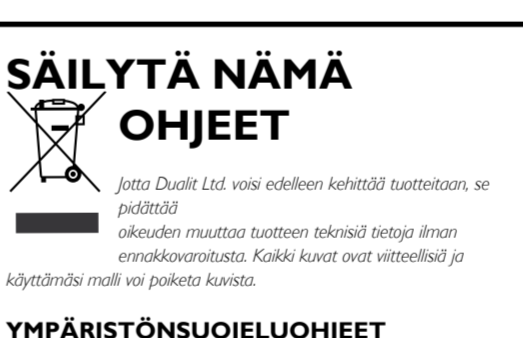 SÄILYTÄ NÄMÄ
OHJEET
Jotta Dualit Ltd. voisi edelleen kehittää tuotteitaan, se
pidättää
oikeuden muuttaa tuotteen teknisiä tietoja ilman
ennakkovaroitusta. Kaikki kuvat ovat viitteellisiä ja
käyttämäsi malli voi poiketa kuvista.
YMPÄRISTÖNSUOJELUOHJEET